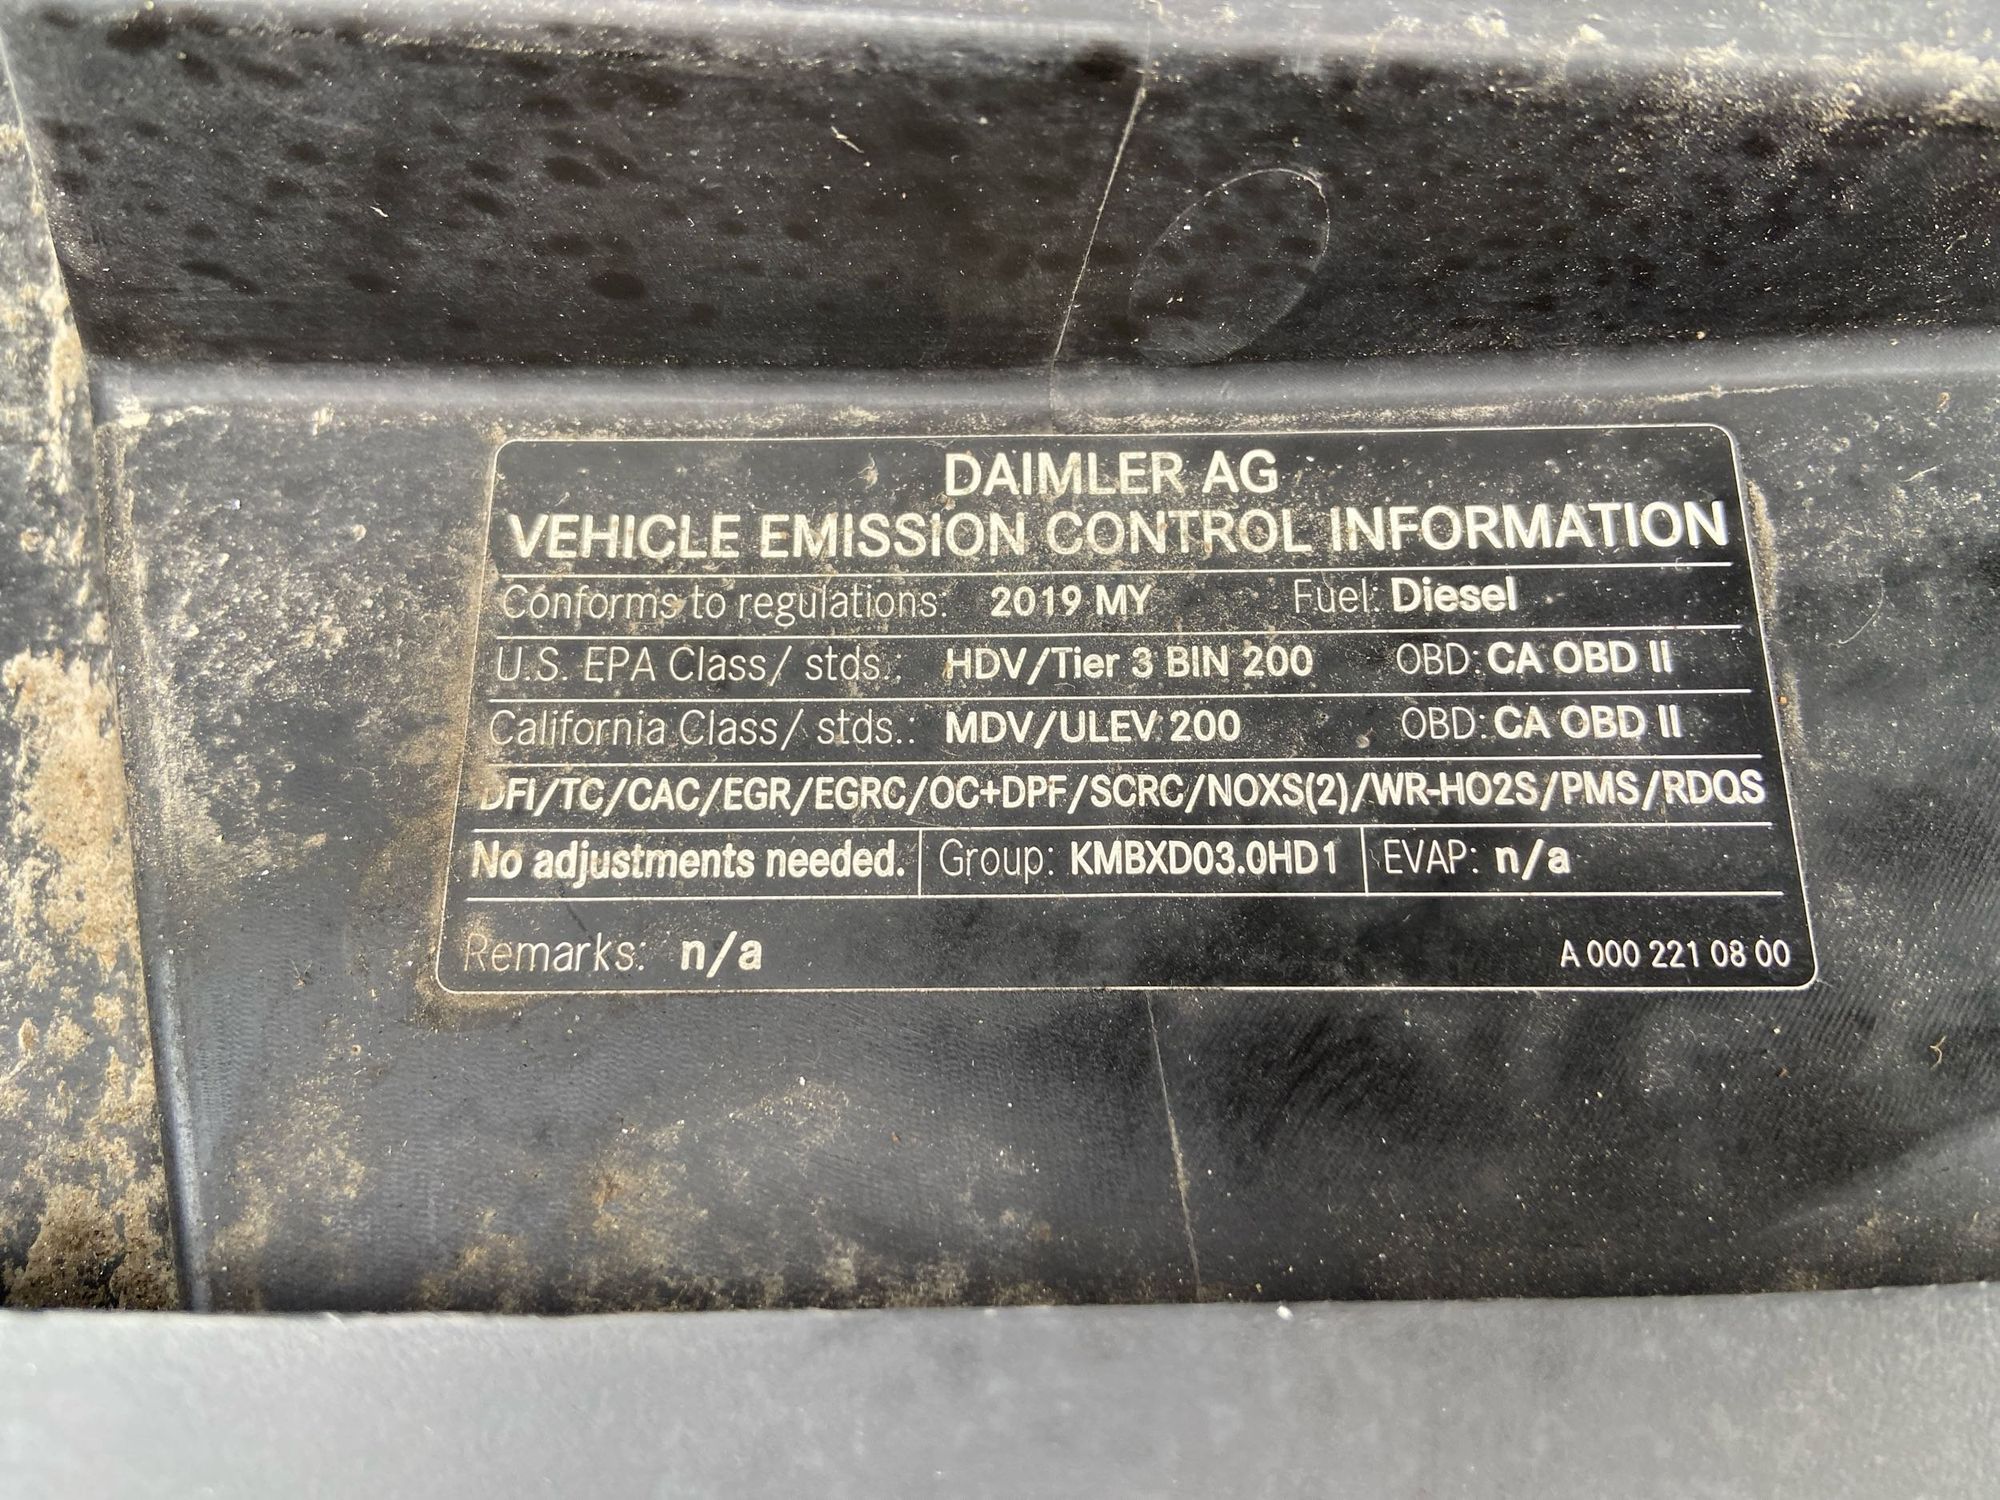 DAIMLER AG
VEHICLE EMISSION CONTROL INFORMATION
Conforms to regulations: 2019 MY Fuel: Diesel
U.S. EPA Class/ stds.: HDV/Tier 3 BIN 200 OBD: CA OBD II
California Class/ stds.: MDV/ULEV 200 OBD: CA OBD II
DFI/TC/CAC/EGR/EGRC/OC+DPF/SCRC/NOXS(2)/WR-HO2S/PMS/RDQS
No adjustments needed. Group: KMBXD03.0HD1 EVAP: n/a
Remarks: n/a A 000 221 08 00